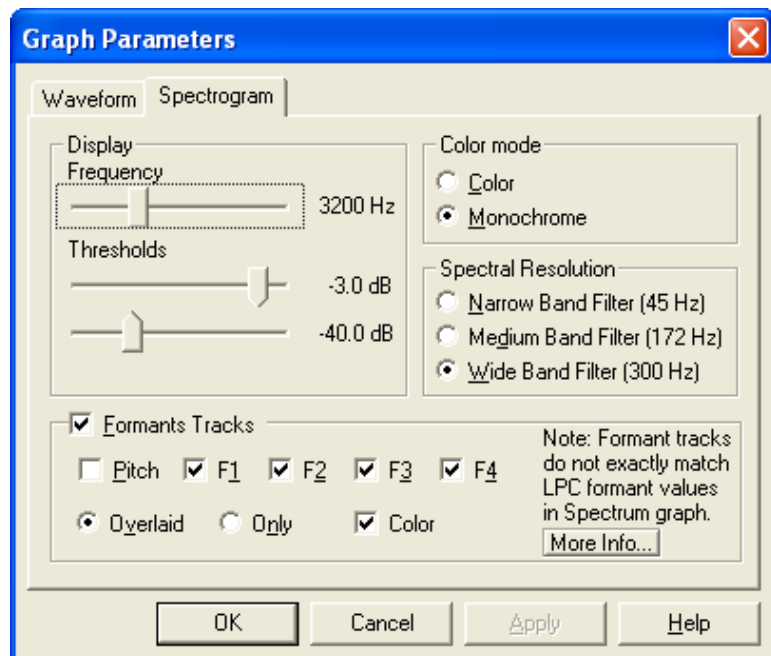 Graph Parameters
Waveform
Spectrogram
Display
Frequency
3200 Hz
Thresholds
-3.0 dB
-40.0 dB
Color mode
Color
Monochrome
Spectral Resolution
Narrow Band Filter (45 Hz)
Medium Band Filter (172 Hz)
Wide Band Filter (300 Hz)
Formants Tracks
Pitch
F1
F2
F3
F4
Overlaid
Only
Color
Note: Formant tracks
do not exactly match
LPC formant values
in Spectrum graph.
More Info...
OK
Cancel
Apply
Help